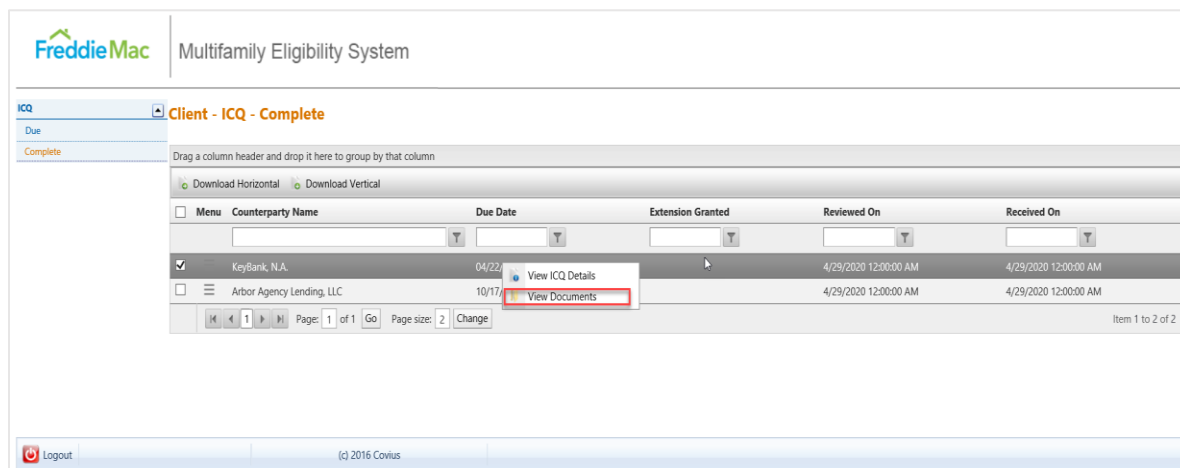 FreddieMac Multifamily Eligibility System
ICQ
Due
Complete
Client - ICQ - Complete
Drag a column header and drop it here to group by that column
Download Horizontal Download Vertical
Menu Counterparty Name Due Date Extension Granted Reviewed On Received On
KeyBank, N.A. 04/22/ 4/29/2020 12:00:00 AM 4/29/2020 12:00:00 AM
View ICQ Details
Arbor Agency Lending, LLC 10/17/ 4/29/2020 12:00:00 AM 4/29/2020 12:00:00 AM
View Documents
1 Page: 1 of 1 Go Page size: 2 Change Item 1 to 2 of 2
Logout (c) 2016 Covius